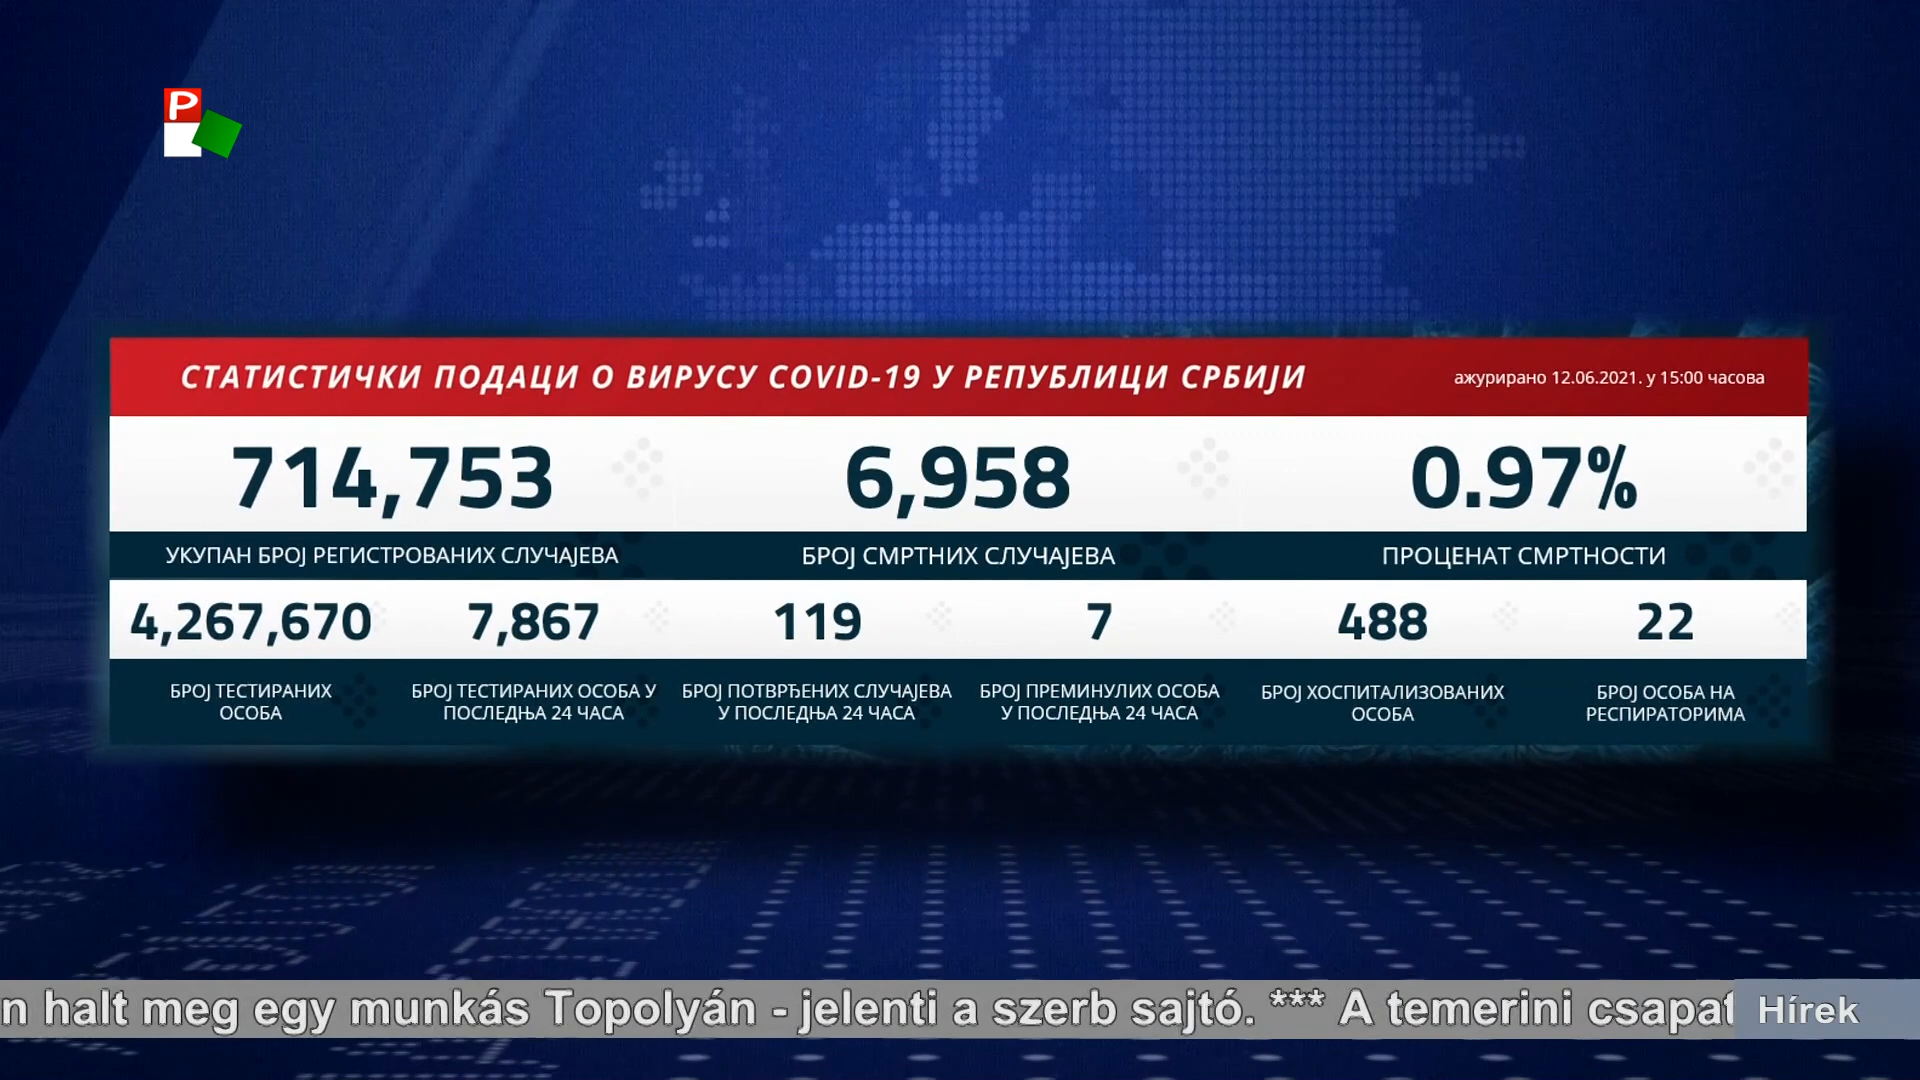 P
СТАТИСТИЧКИ ПОДАЦИ О ВИРУСУ COVID-19 У РЕПУБЛИЦИ СРБИЈИ
ажурирано 12.06.2021. у 15:00 часова
714,753
6,958
0.97%
УКУПАН БРОЈ РЕГИСТРОВАНИХ СЛУЧАЈЕВА
БРОЈ СМРТНИХ СЛУЧАЈЕВА
ПРОЦЕНАТ СМРТНОСТИ
4,267,670
7,867
119
7
488
22
БРОЈ ТЕСТИРАНИХ
ОСОБА
БРОЈ ТЕСТИРАНИХ ОСОБА У
ПОСЛЕДЊА 24 ЧАСА
БРОЈ ПОТВРЂЕНИХ СЛУЧАЈЕВА
У ПОСЛЕДЊА 24 ЧАСА
БРОЈ ПРЕМИНУЛИХ ОСОБА
У ПОСЛЕДЊА 24 ЧАСА
БРОЈ ХОСПИТАЛИЗОВАНИХ
ОСОБА
БРОЈ ОСОБА НА
РЕСПИРАТОРИМА
n halt meg egy munkás Topolyán - jelenti a szerb sajtó. *** A temerini csapat
Hírek